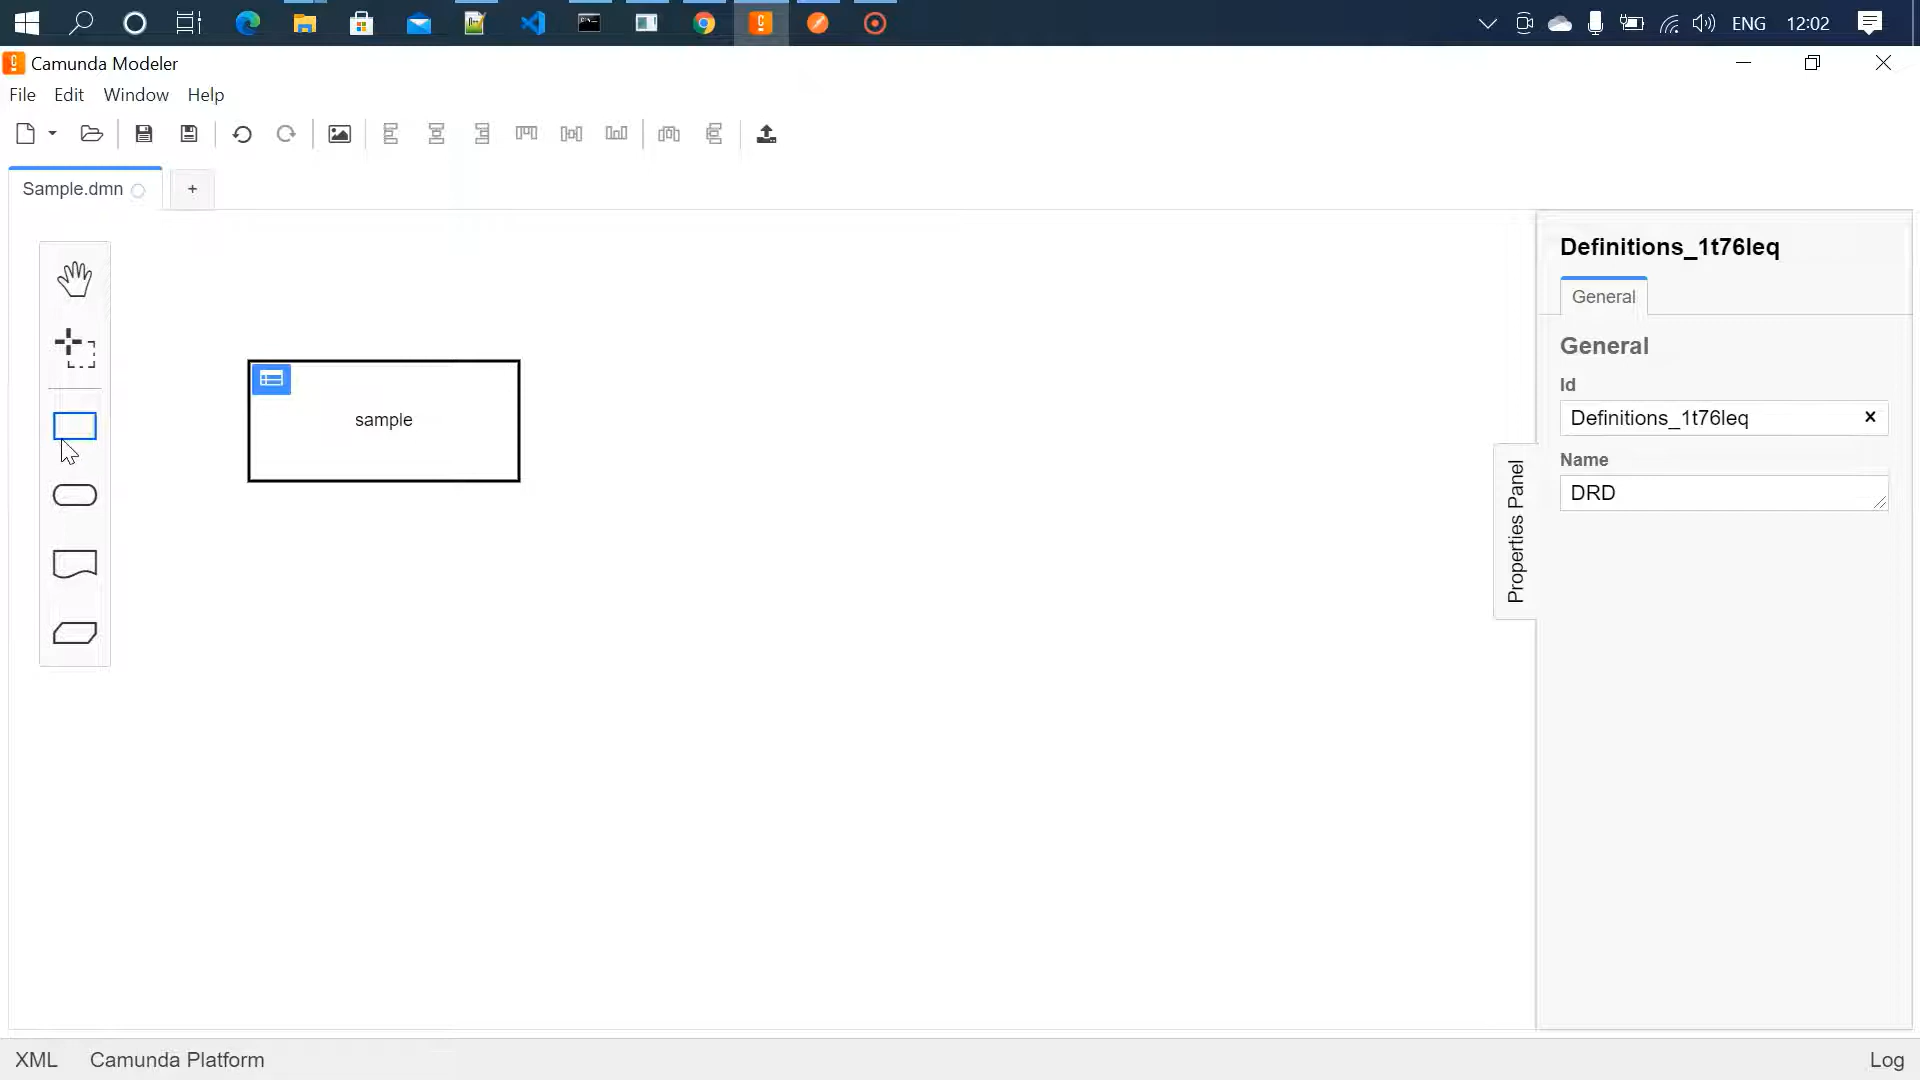 ENG 12:02
Camunda Modeler
File Edit Window Help
Sample.dmn +
Definitions_1t76leq
General
General
Id
Definitions_1t76leq
Name
DRD
sample
Properties Panel
XML Camunda Platform Log